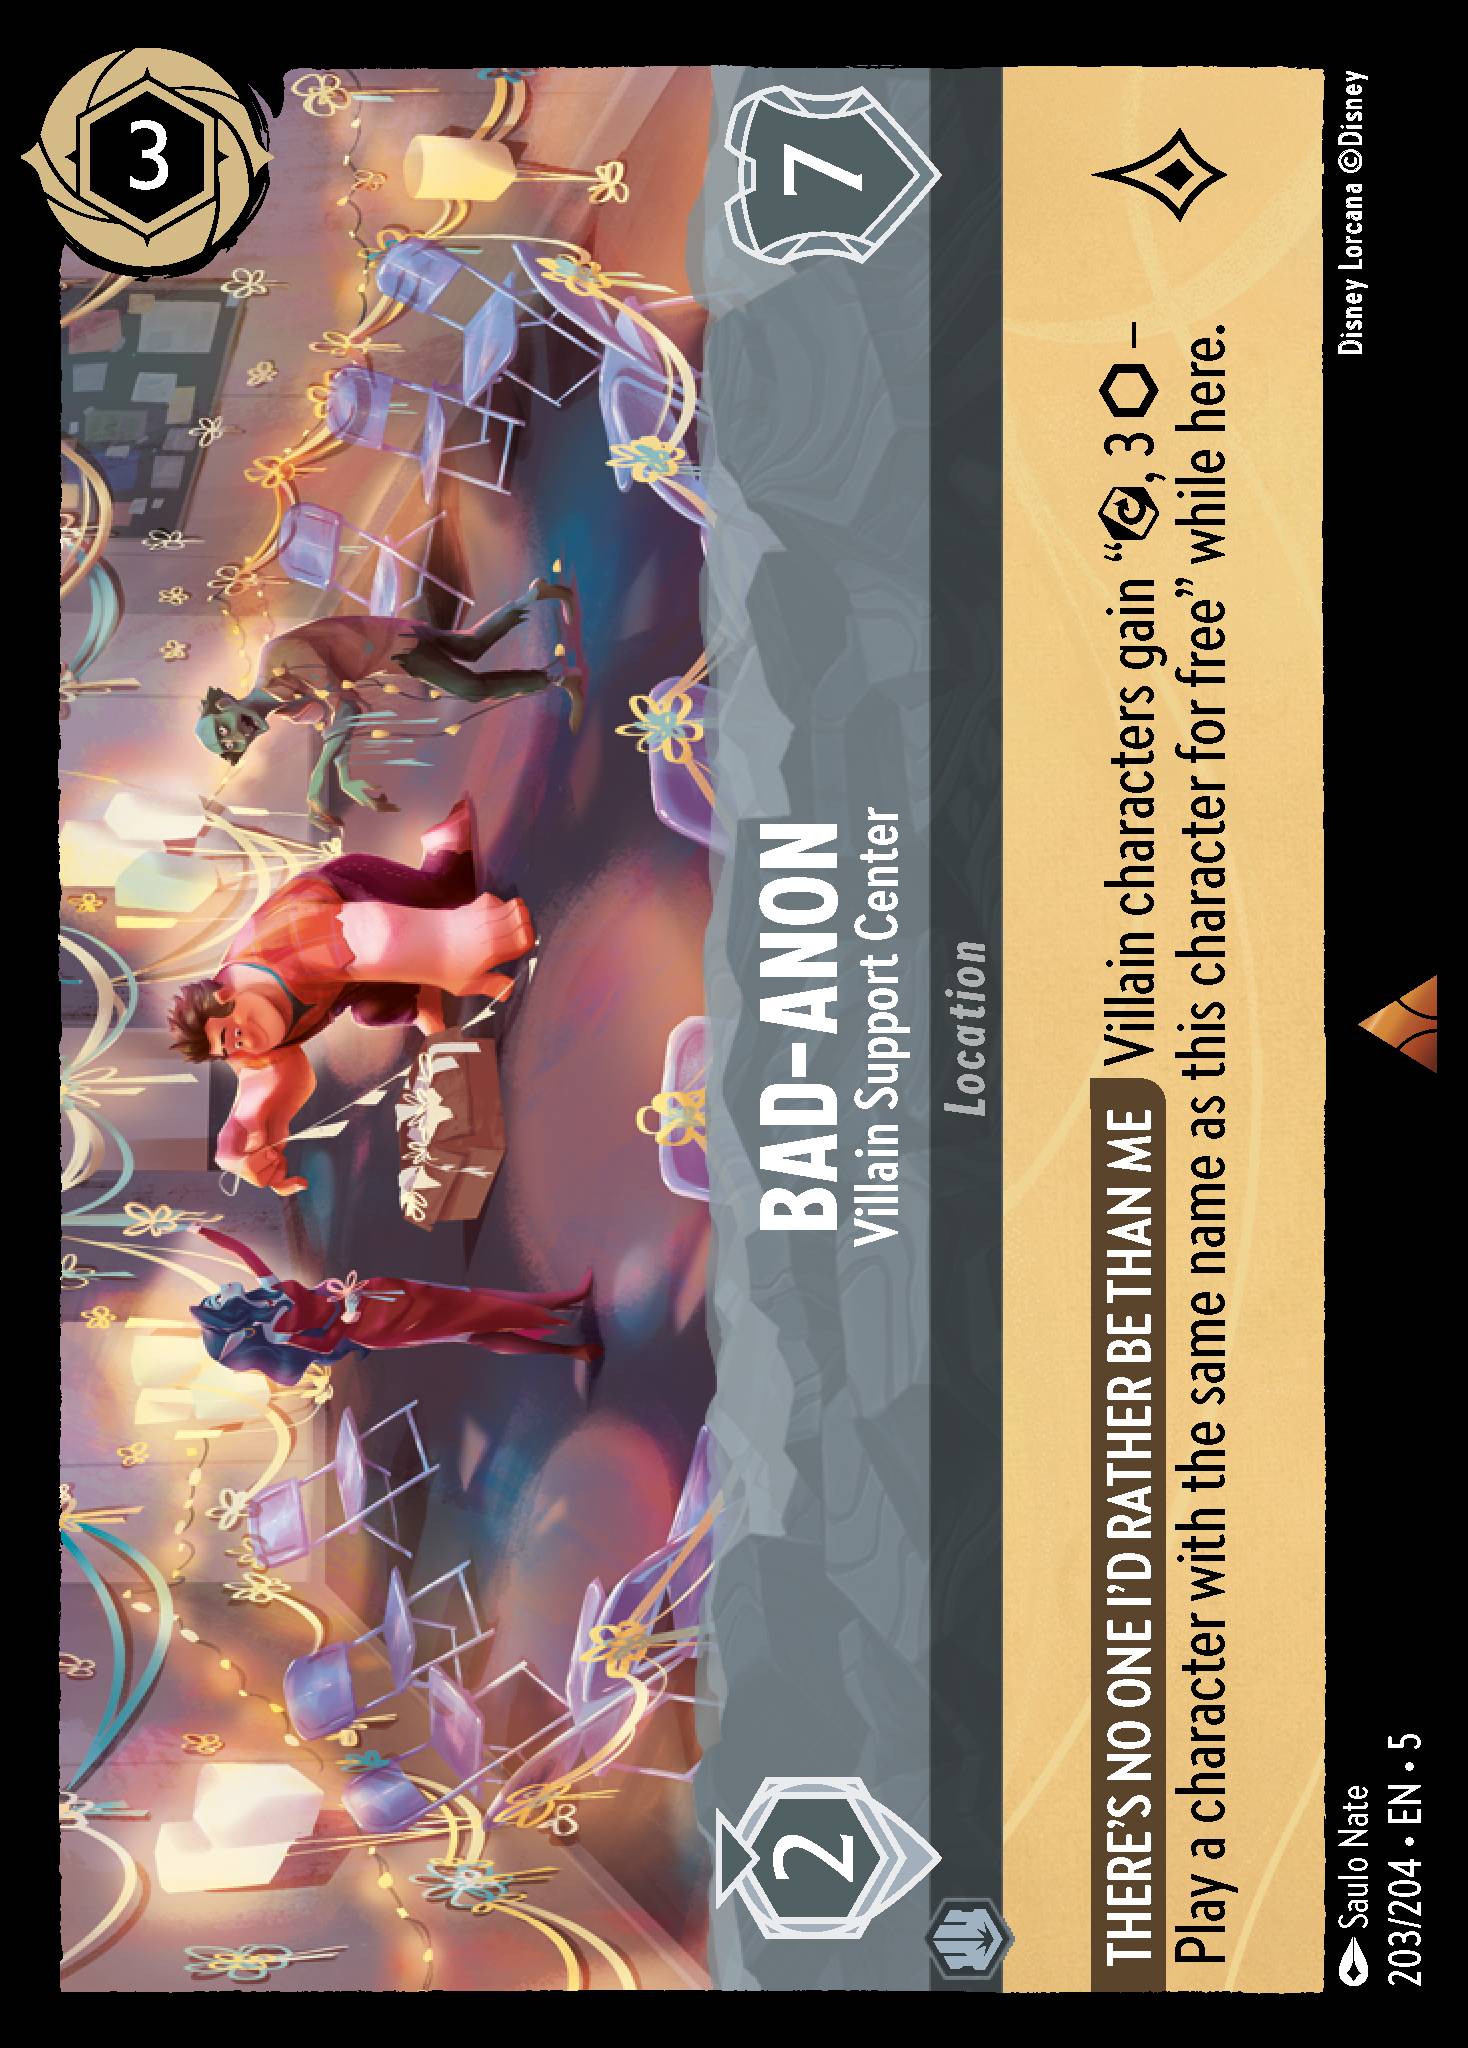 3
BAD-ANON
Villain Support Center
2
7
Location
THERE'S NO ONE I'D RATHER BE THAN ME Villain characters gain “, 3 –
Play a character with the same name as this character for free” while here.
Saulo Nate
203/204 • EN • 5
Disney Lorcana ©Disney